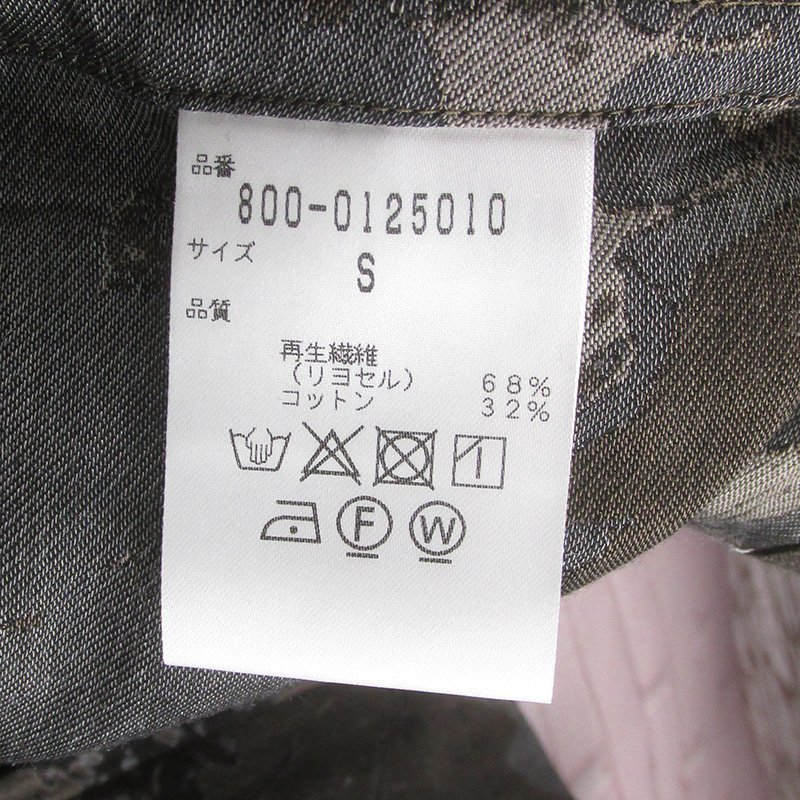 品番
800-0125010
サイズ
S
品質
再生繊維
(リヨセル) 68%
コットン 32%
F W